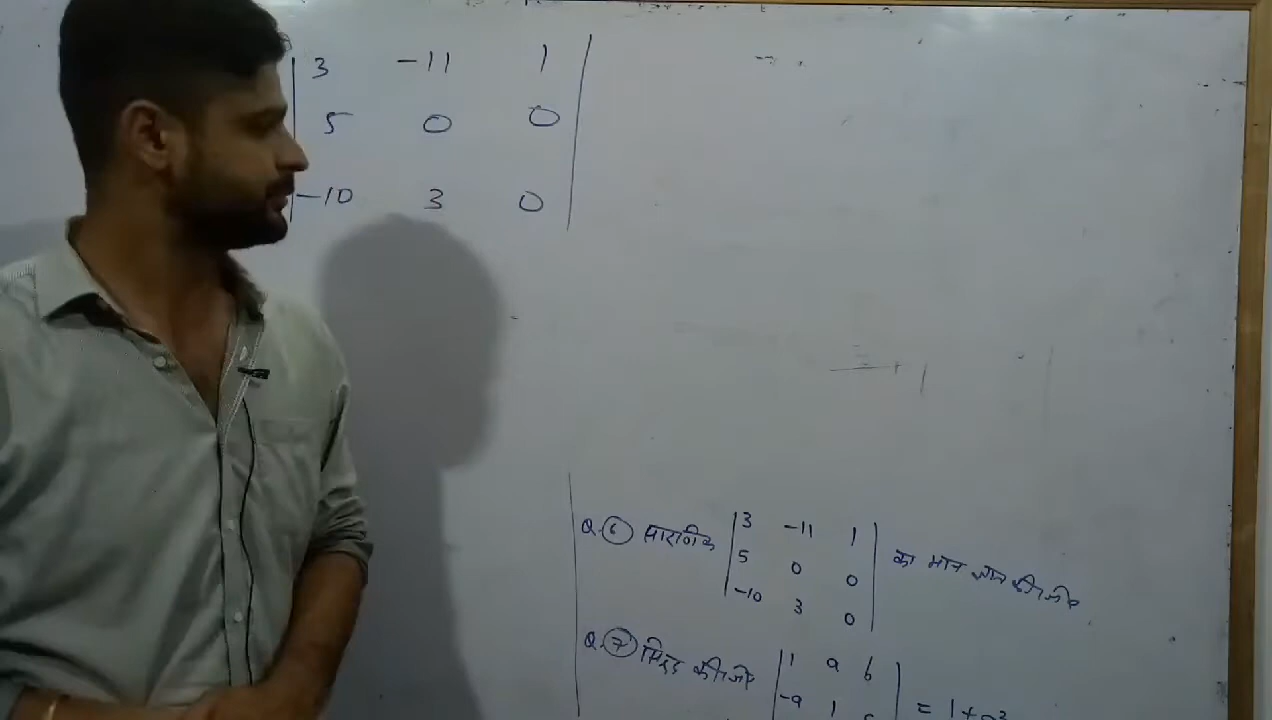 3 -11 1
5 0 0
-10 3 0
Q. 6 सारणिक | 3 -11 1 | का मान ज्ञात कीजिए
5 0 0
-10 3 0
Q. 7 सिद्ध कीजिए | 1 a b |
-a 1 = 1+